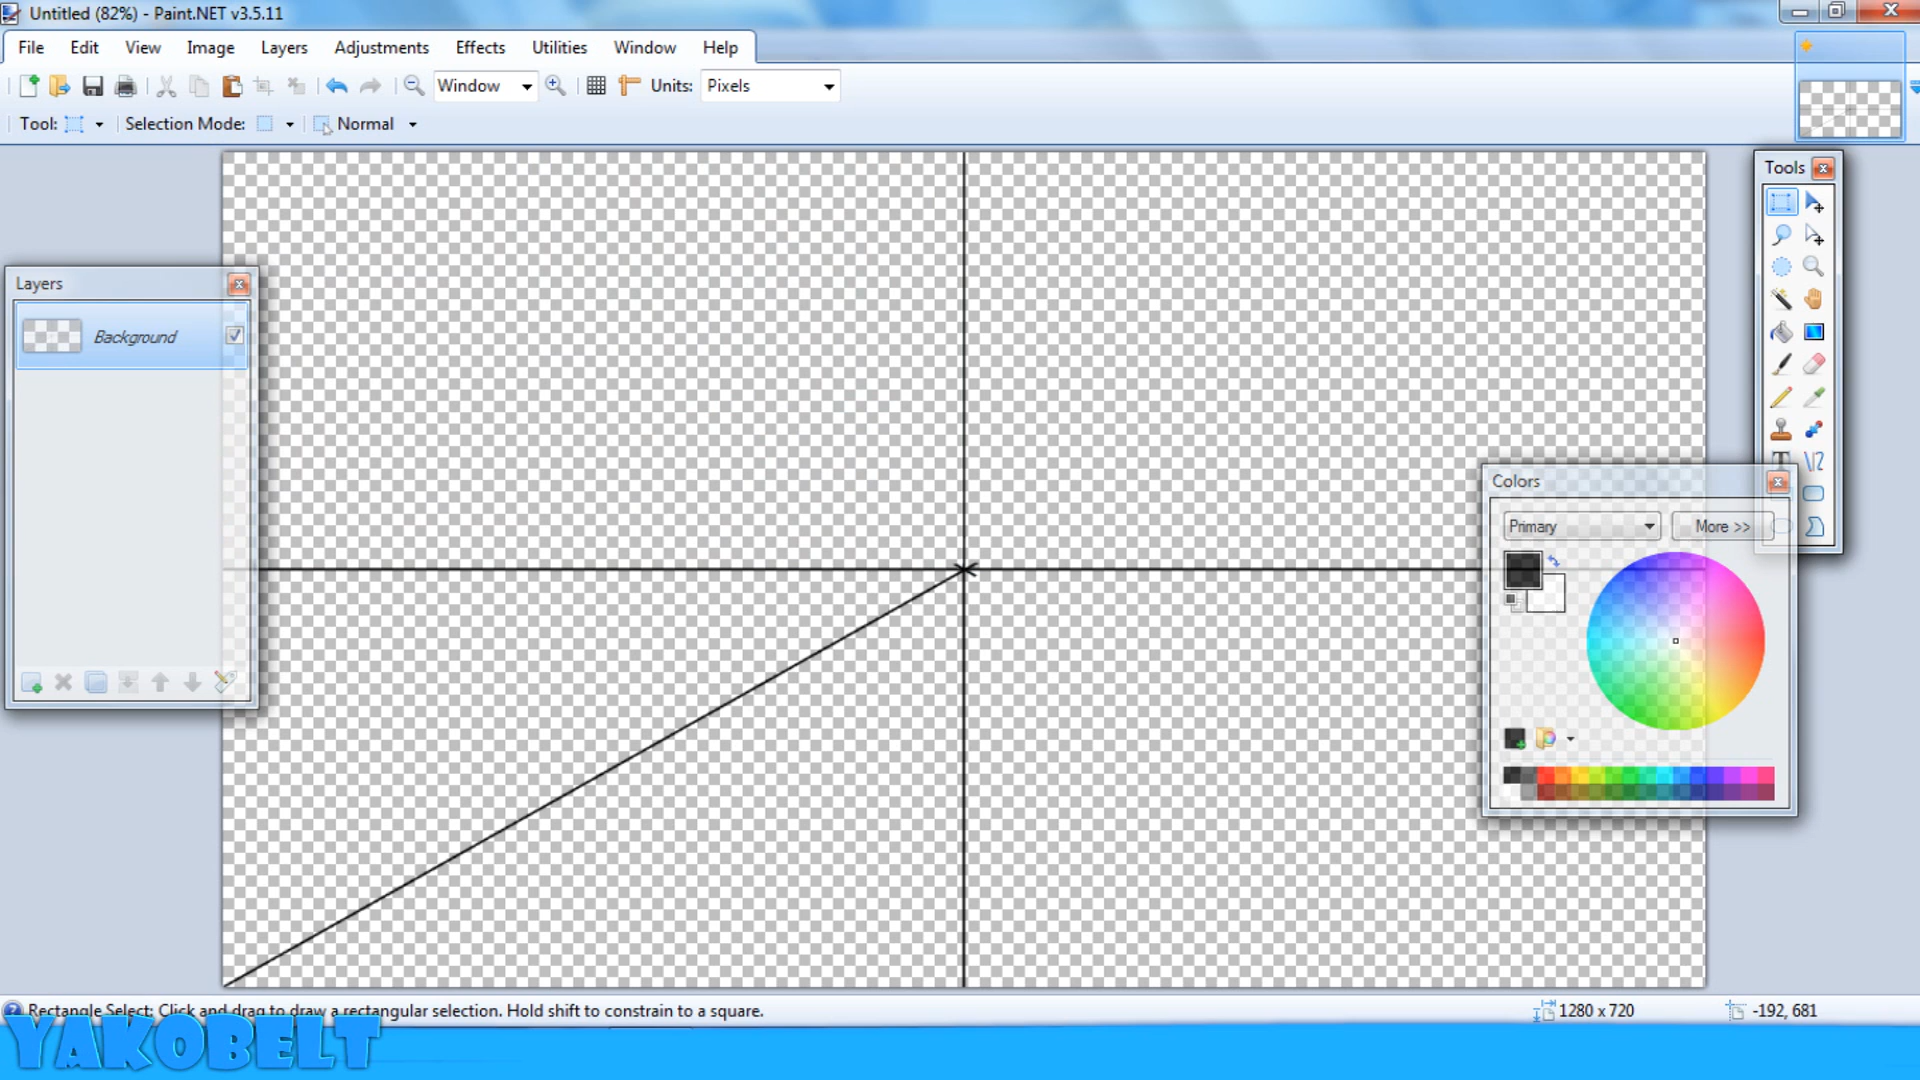 Untitled (82%) - Paint.NET v3.5.11
File Edit View Image Layers Adjustments Effects Utilities Window Help
Window Units: Pixels
Tool: Selection Mode: Normal
Tools
Layers
Background
Colors
Primary More >>
Rectangle Select: Click and drag to draw a rectangular selection. Hold shift to constrain to a square.
1280 x 720
-192, 681
YAKOBELT